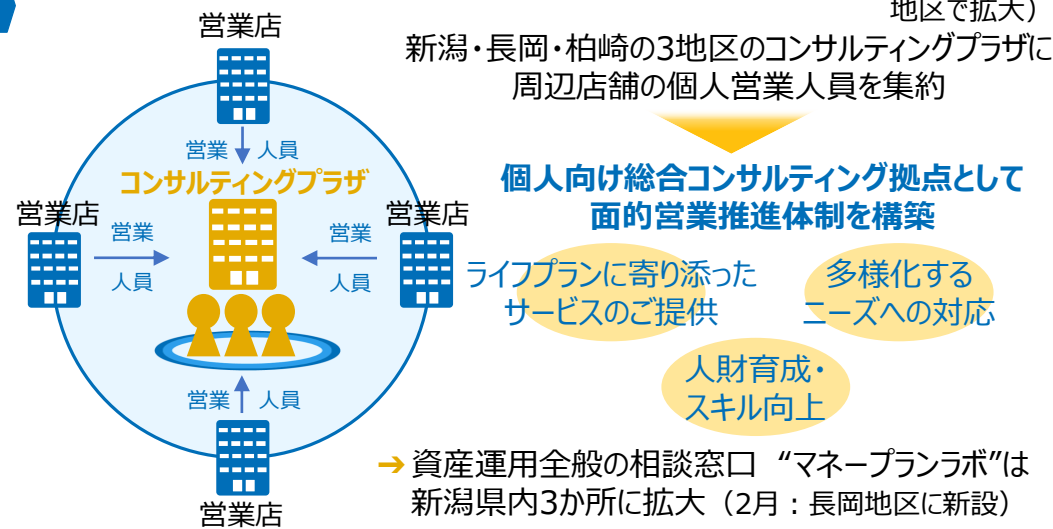 地区で拡大）
新潟・長岡・柏崎の3地区のコンサルティングプラザに
周辺店舗の個人営業人員を集約
営業店
営業 人員
コンサルティングプラザ
営業店
営業
人員
営業店
営業
人員
営業 人員
営業店
個人向け総合コンサルティング拠点として
面的営業推進体制を構築
ライフプランに寄り添った
サービスのご提供
多様化する
ニーズへの対応
人財育成・
スキル向上
➔ 資産運用全般の相談窓口 “マネープランラボ”は
新潟県内3か所に拡大（2月：長岡地区に新設）